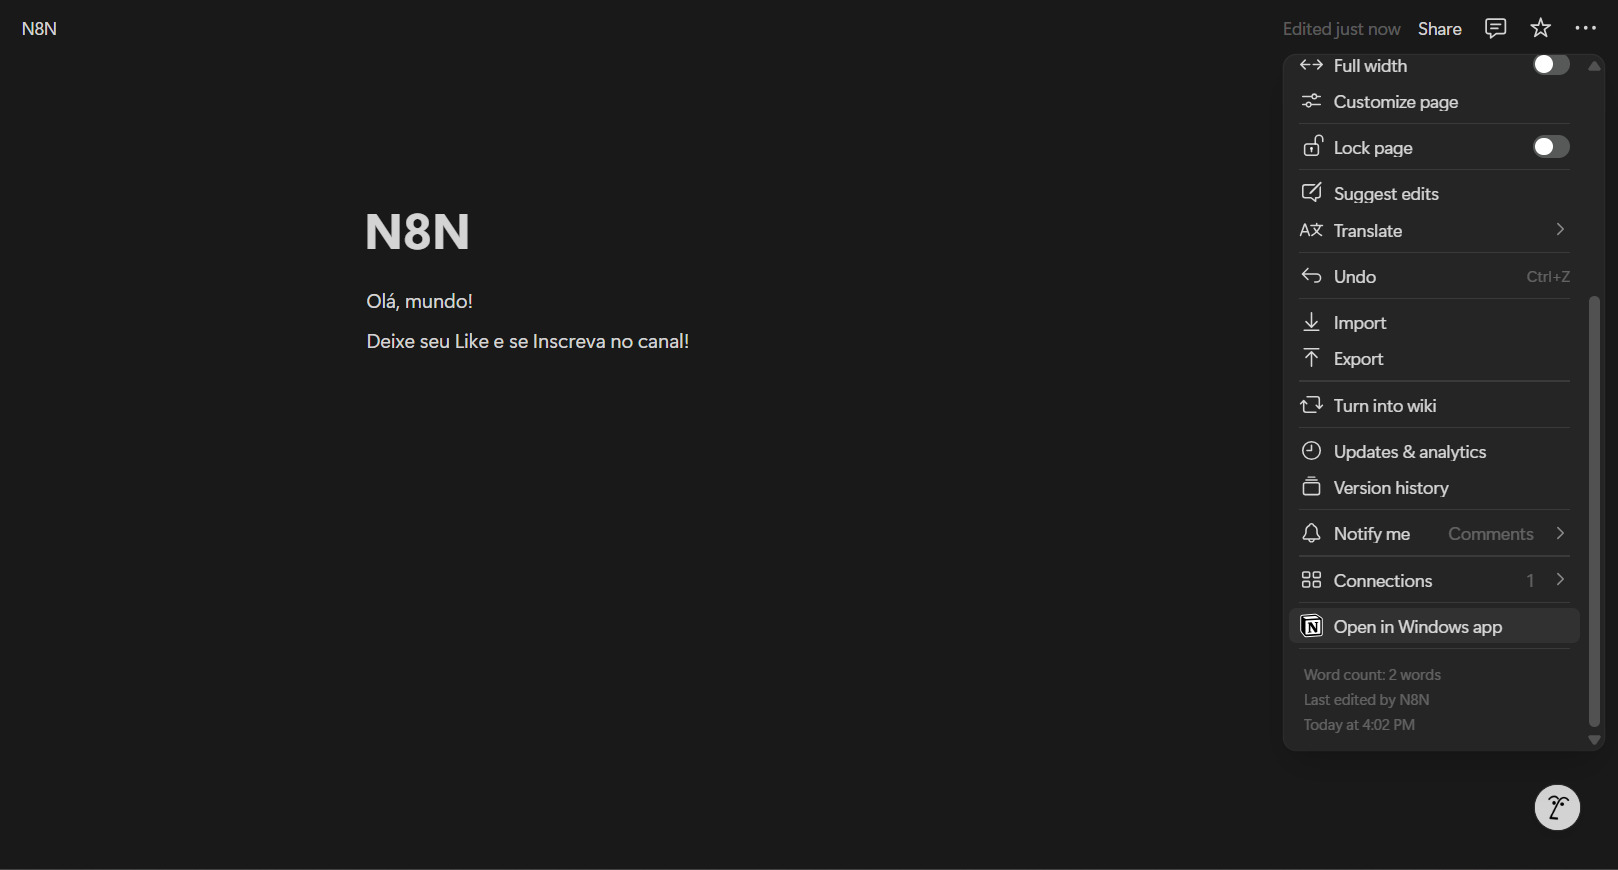 N8N
Edited just now Share
Full width
Customize page
Lock page
Suggest edits
Translate
Undo Ctrl+Z
Import
Export
Turn into wiki
Updates & analytics
Version history
Notify me Comments
Connections 1
Open in Windows app
Word count: 2 words
Last edited by N8N
Today at 4:02 PM
N8N
Olá, mundo!
Deixe seu Like e se Inscreva no canal!